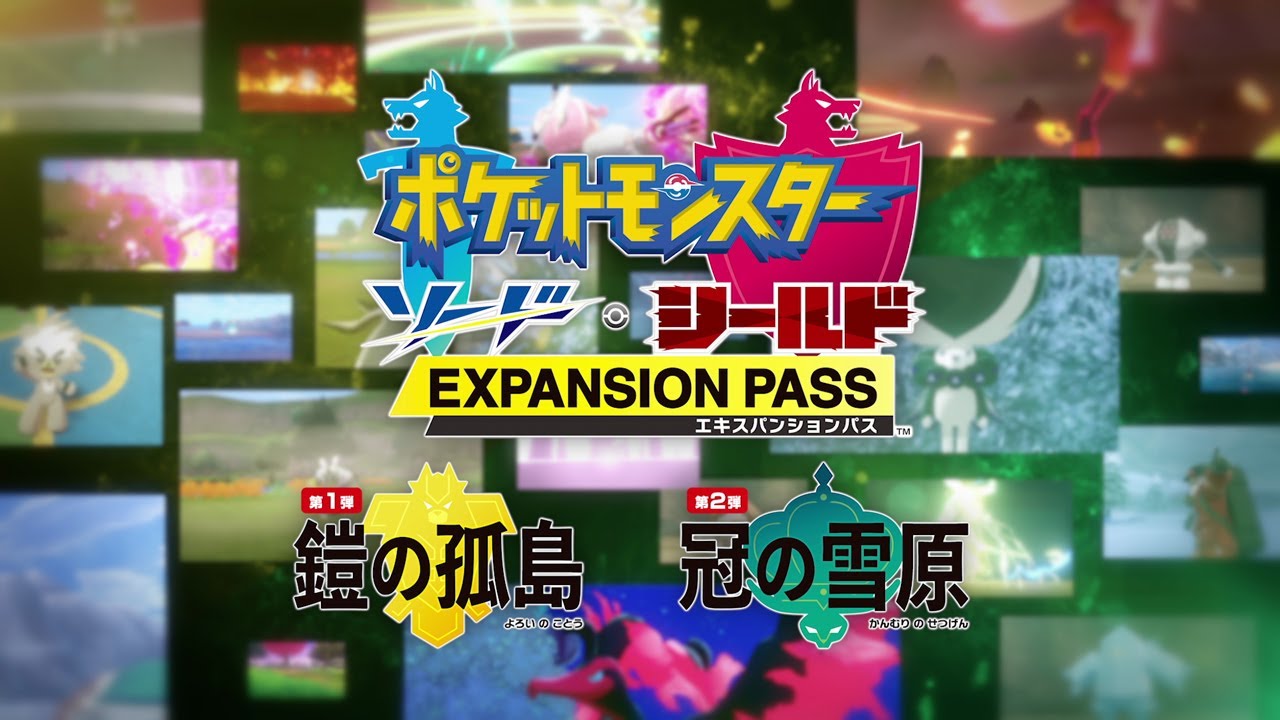 ポケットモンスター
ソード・シールド
EXPANSION PASS
エキスパンションパス TM
第1弾
鎧の孤島
よろい の ことう
第2弾
冠の雪原
かんむり の せつげん